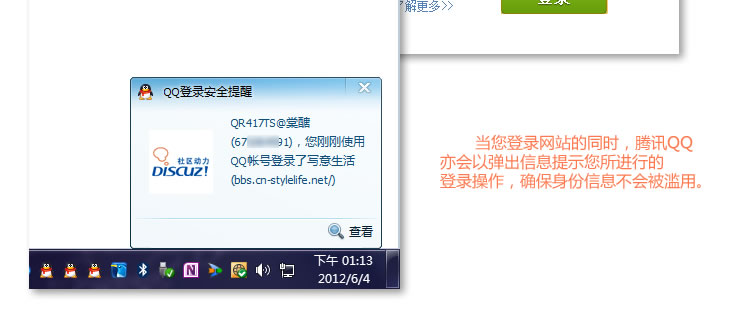 了解更多>>
登录
QQ登录安全提醒
QR417TS@棠醣
(67 91)，您刚刚使用
QQ帐号登录了写意生活
(bbs.cn-stylelife.net/)
社区动力
DISCUZ!
查看
当您登录网站的同时，腾讯QQ
亦会以弹出信息提示您所进行的
登录操作，确保身份信息不会被滥用。
下午 01:13
2012/6/4